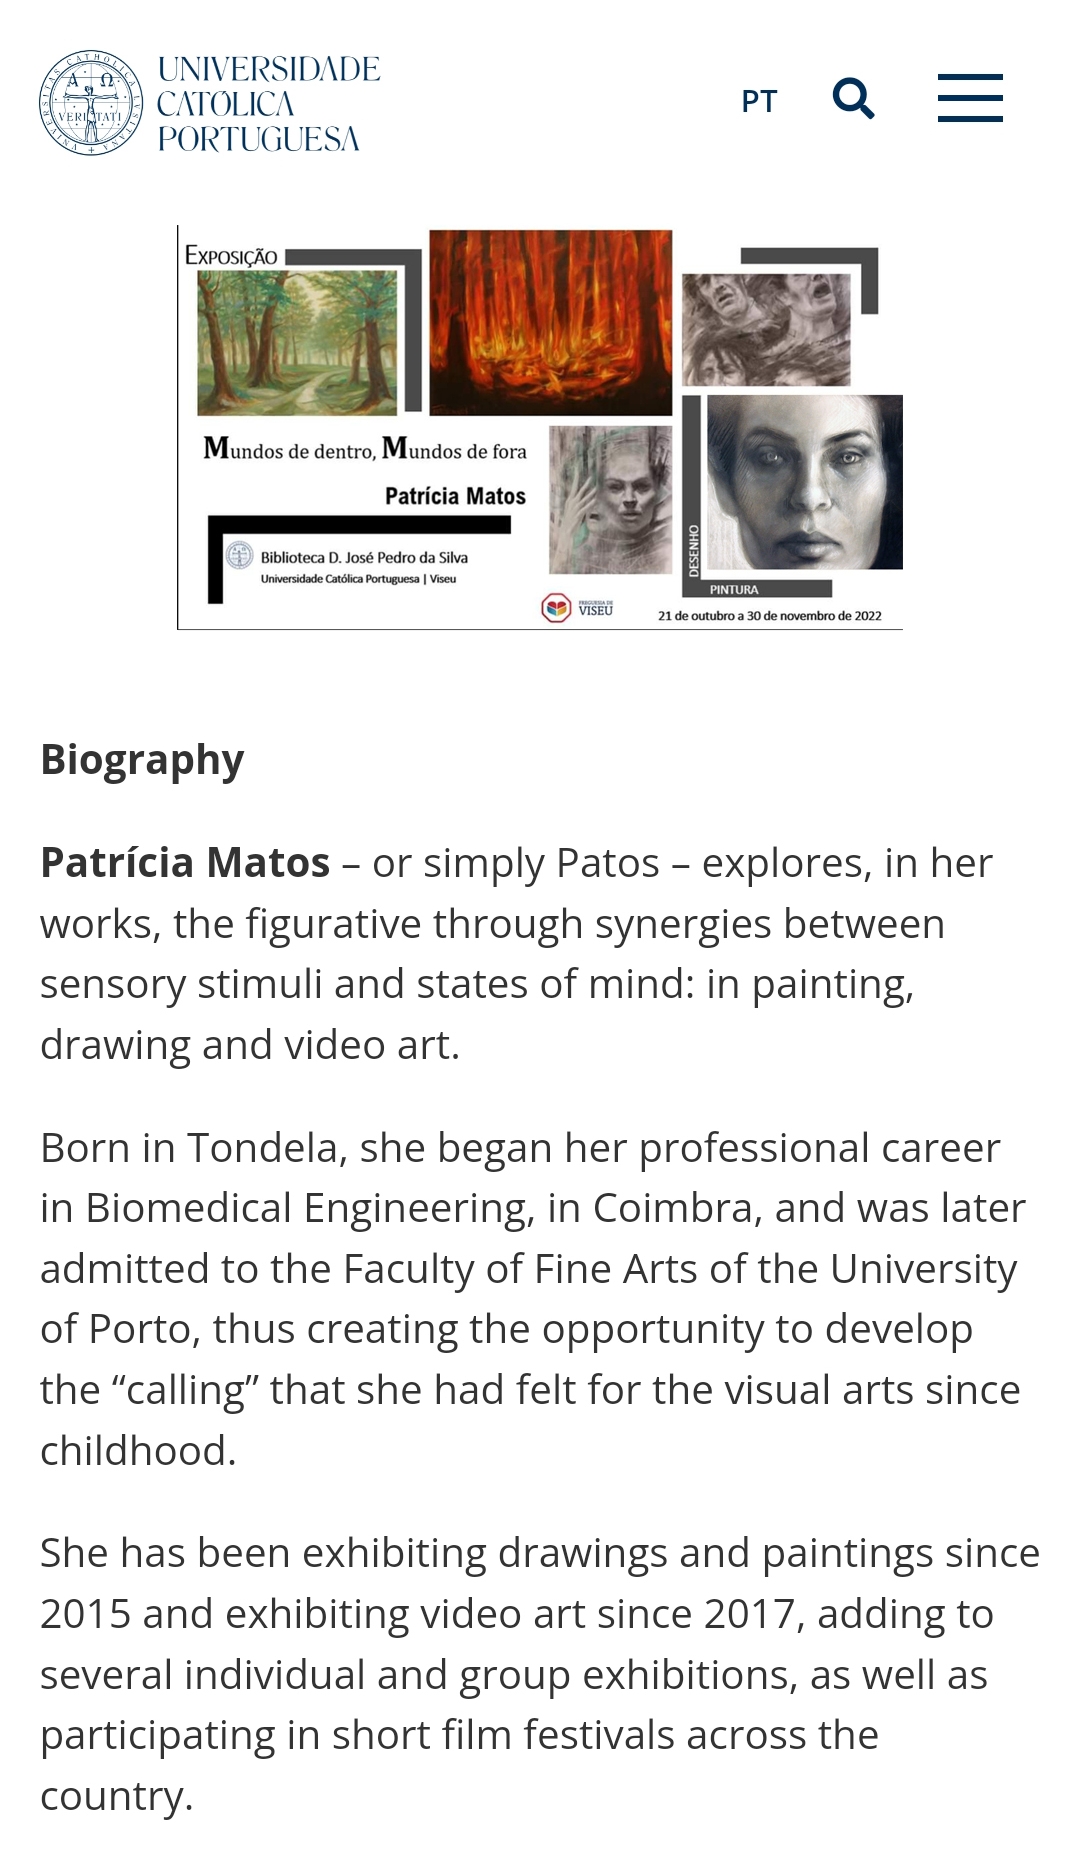 UNIVERSIDADE
CATÓLICA
PORTUGUESA
PT
EXPOSIÇÃO
Mundos de dentro, Mundos de fora
Patrícia Matos
Biblioteca D. José Pedro da Silva
Universidade Católica Portuguesa | Viseu
FREGUESIA DE
VISEU
DESENHO
PINTURA
21 de outubro a 30 de novembro de 2022
Biography
Patrícia Matos – or simply Patos – explores, in her
works, the figurative through synergies between
sensory stimuli and states of mind: in painting,
drawing and video art.
Born in Tondela, she began her professional career
in Biomedical Engineering, in Coimbra, and was later
admitted to the Faculty of Fine Arts of the University
of Porto, thus creating the opportunity to develop
the “calling” that she had felt for the visual arts since
childhood.
She has been exhibiting drawings and paintings since
2015 and exhibiting video art since 2017, adding to
several individual and group exhibitions, as well as
participating in short film festivals across the
country.